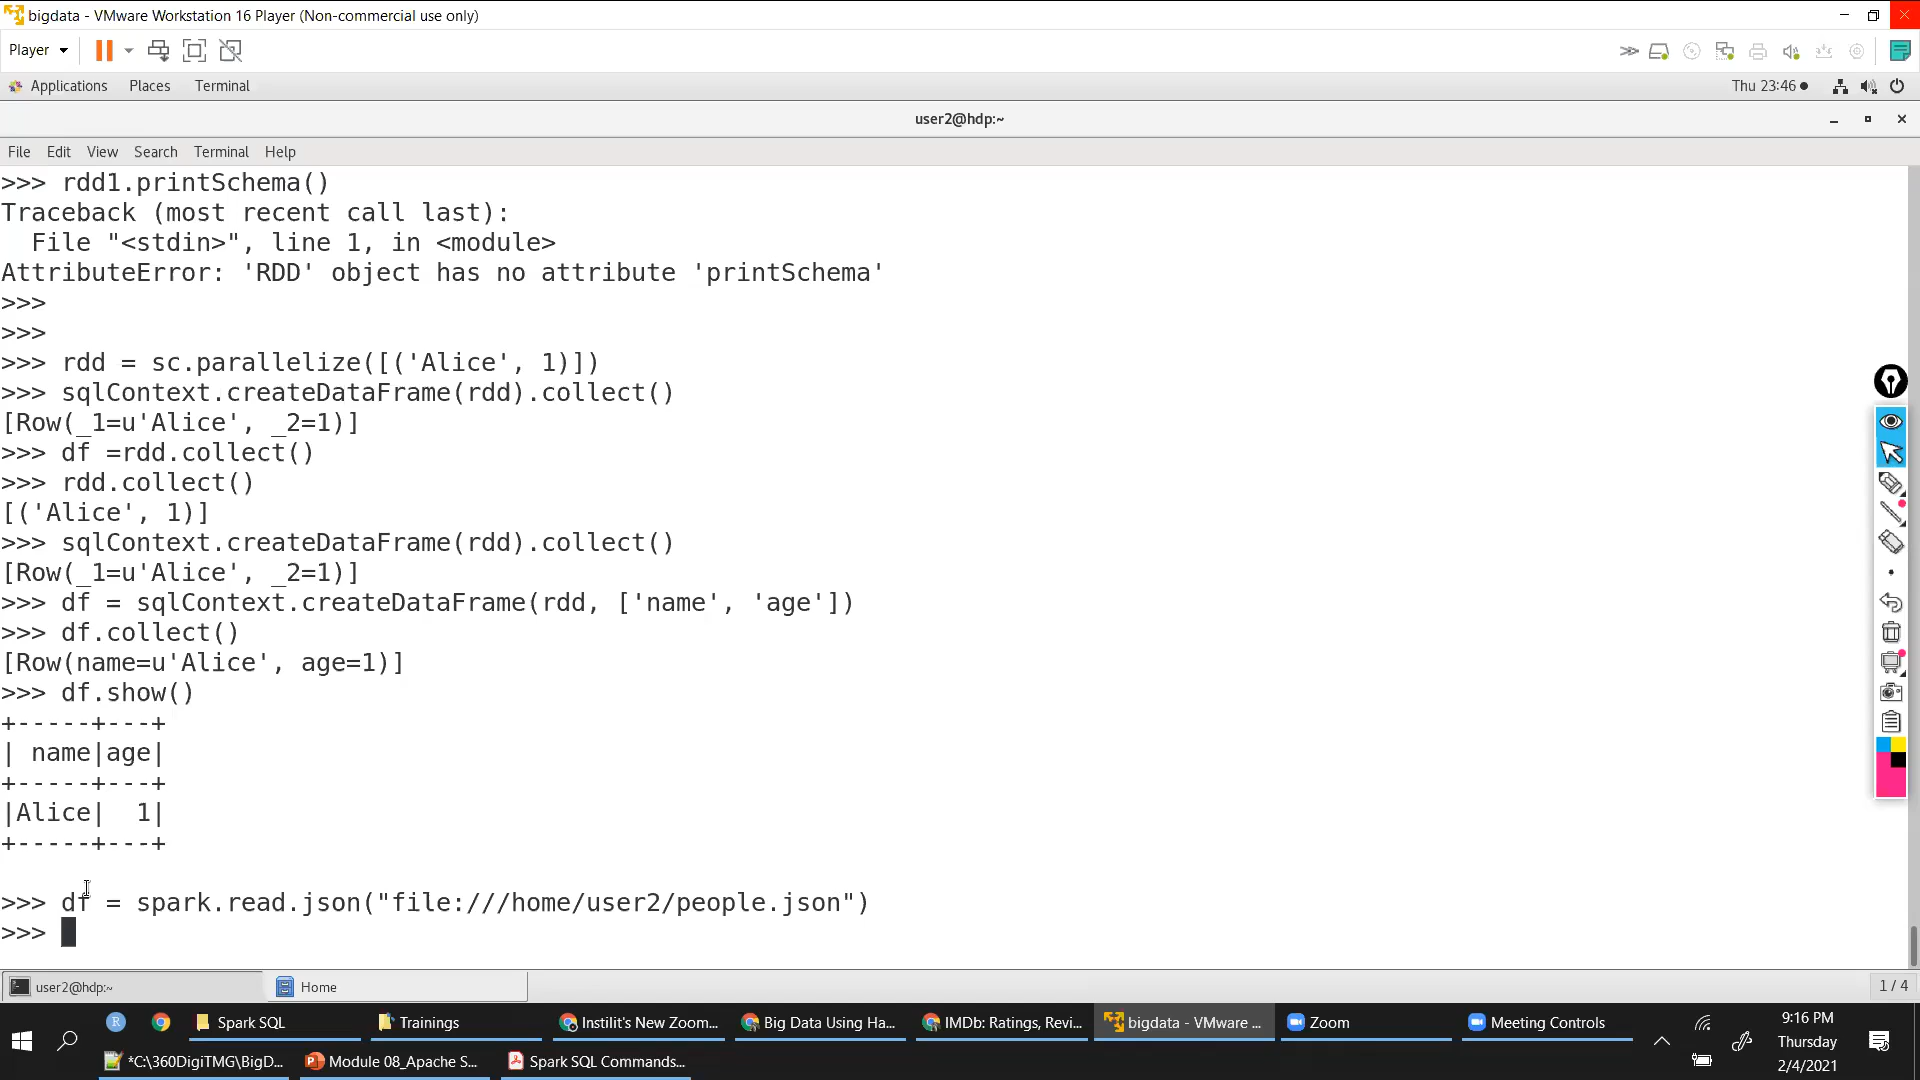 bigdata - VMware Workstation 16 Player (Non-commercial use only)
Player
Applications Places Terminal Thu 23:46
user2@hdp:~
File Edit View Search Terminal Help
>>> rdd1.printSchema()
Traceback (most recent call last):
  File "<stdin>", line 1, in <module>
AttributeError: 'RDD' object has no attribute 'printSchema'
>>>
>>>
>>> rdd = sc.parallelize([('Alice', 1)])
>>> sqlContext.createDataFrame(rdd).collect()
[Row(_1=u'Alice', _2=1)]
>>> df =rdd.collect()
>>> rdd.collect()
[('Alice', 1)]
>>> sqlContext.createDataFrame(rdd).collect()
[Row(_1=u'Alice', _2=1)]
>>> df = sqlContext.createDataFrame(rdd, ['name', 'age'])
>>> df.collect()
[Row(name=u'Alice', age=1)]
>>> df.show()
+-----+---+
| name|age|
+-----+---+
|Alice|  1|
+-----+---+
>>> df = spark.read.json("file:///home/user2/people.json")
>>>
user2@hdp:~ Home 1 / 4
R Spark SQL Trainings Instilit's New Zoom... Big Data Using Ha... IMDb: Ratings, Revi... bigdata - VMware ... Zoom Meeting Controls 9:16 PM
Thursday
*C:\360DigiTMG\BigD... Module 08_Apache S... Spark SQL Commands... 2/4/2021